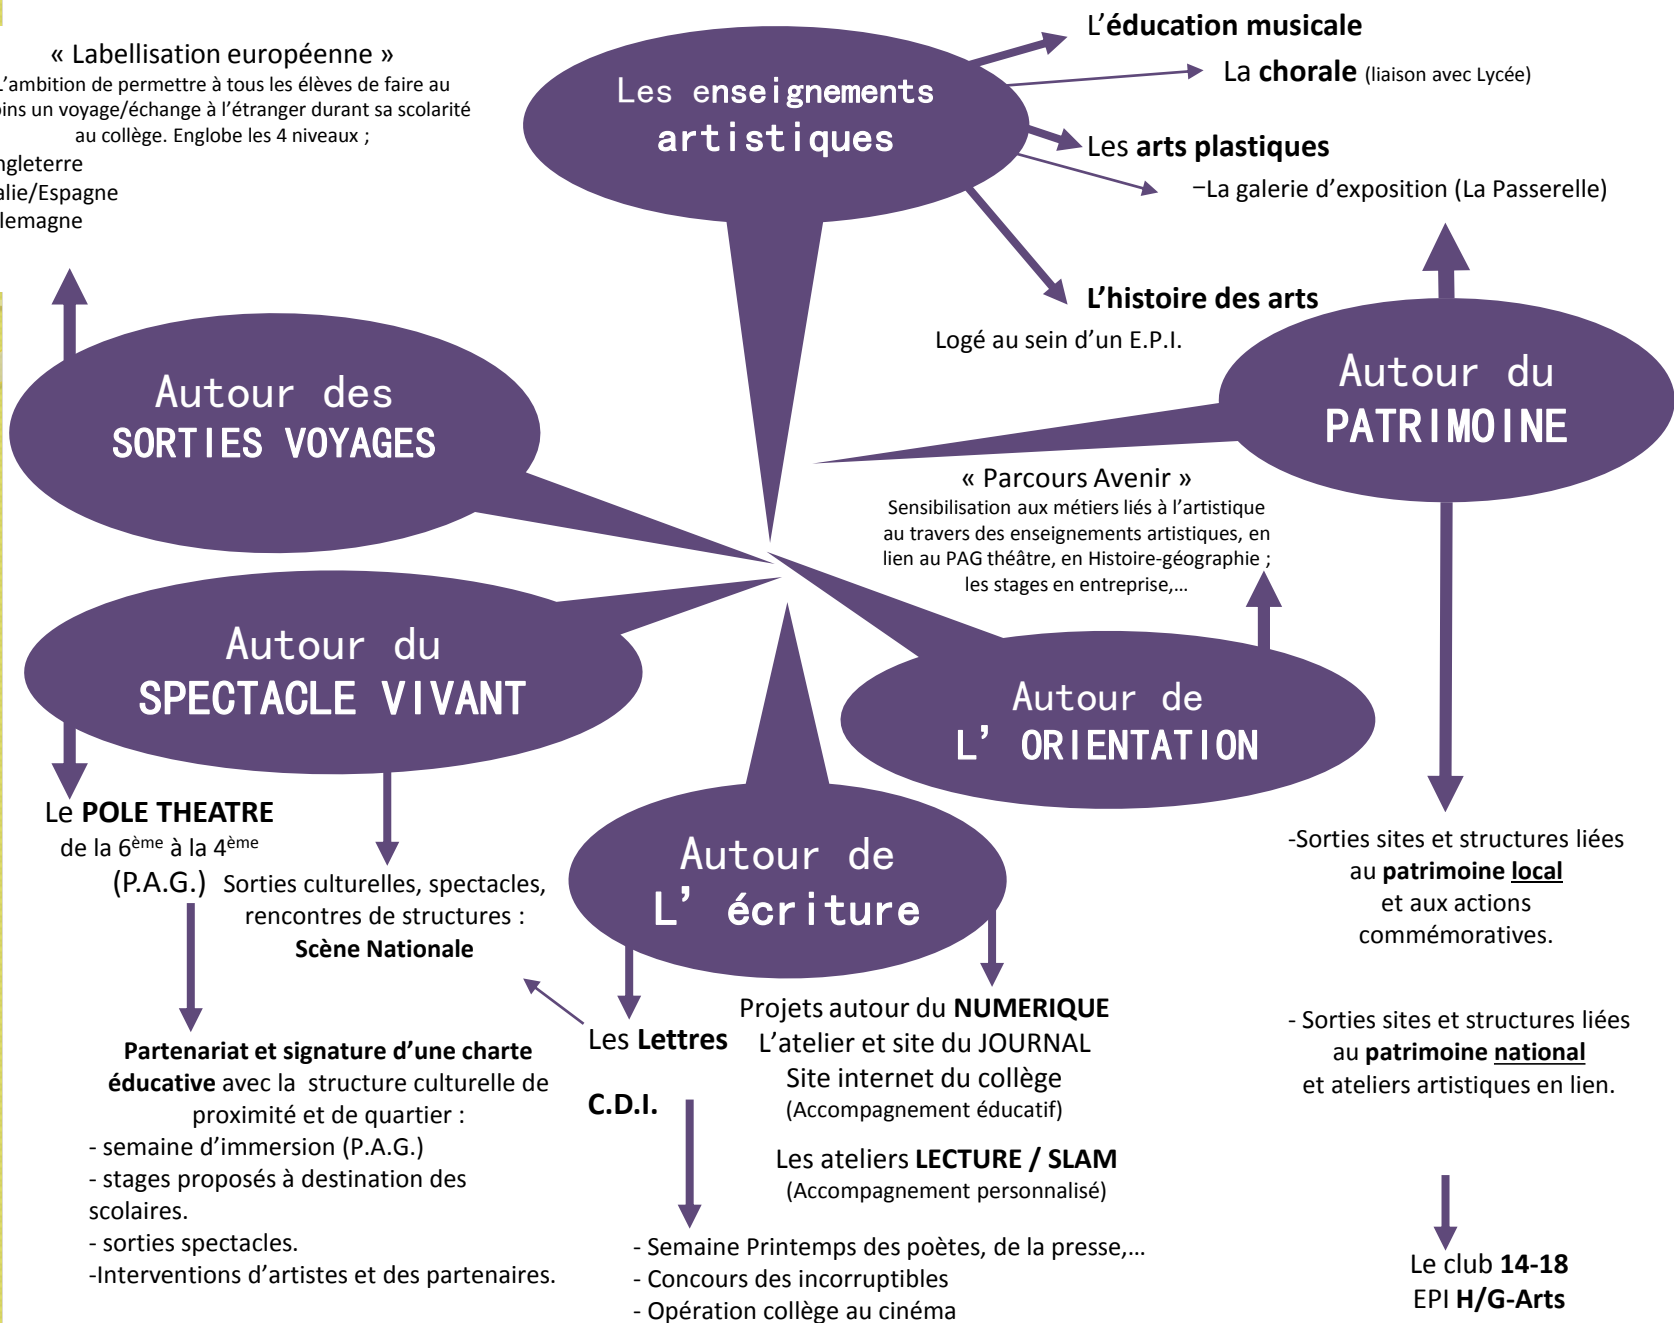 « Labellisation européenne »
L’ambition de permettre à tous les élèves de faire au
un voyage/échange à l’étranger durant sa scolarité
au collège. Englobe les 4 niveaux ;
ngleterre
alie/Espagne
lemagne
Les enseignements
artistiques
L’éducation musicale
La chorale (liaison avec Lycée)
Les arts plastiques
–La galerie d’exposition (La Passerelle)
L’histoire des arts
Logé au sein d’un E.P.I.
Autour des
SORTIES VOYAGES
Autour du
PATRIMOINE
« Parcours Avenir »
Sensibilisation aux métiers liés à l’artistique
au travers des enseignements artistiques, en
lien au PAG théâtre, en Histoire-géographie ;
les stages en entreprise,...
Autour du
SPECTACLE VIVANT
Autour de
L’ ORIENTATION
Le POLE THEATRE
de la 6ème à la 4ème
(P.A.G.)
Sorties culturelles, spectacles,
rencontres de structures :
Scène Nationale
Partenariat et signature d’une charte
éducative avec la structure culturelle de
proximité et de quartier :
- semaine d’immersion (P.A.G.)
- stages proposés à destination des
scolaires.
- sorties spectacles.
-Interventions d’artistes et des partenaires.
Autour de
L’ écriture
Les Lettres
C.D.I.
Projets autour du NUMERIQUE
L’atelier et site du JOURNAL
Site internet du collège
(Accompagnement éducatif)
Les ateliers LECTURE / SLAM
(Accompagnement personnalisé)
- Semaine Printemps des poètes, de la presse,...
- Concours des incorruptibles
- Opération collège au cinéma
-Sorties sites et structures liées
au patrimoine local
et aux actions
commémoratives.
- Sorties sites et structures liées
au patrimoine national
et ateliers artistiques en lien.
Le club 14-18
EPI H/G-Arts